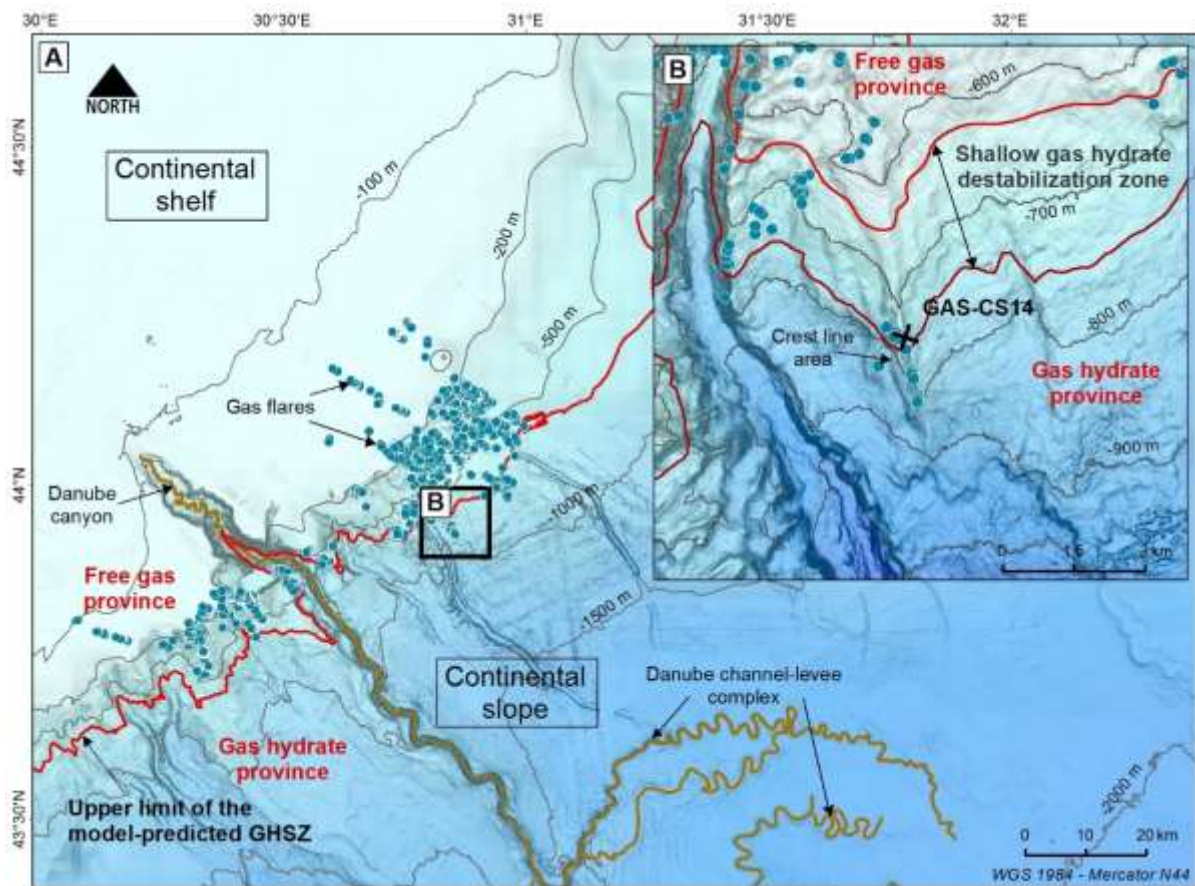 30°E
30°30'E
31°E
31°30'E
32°E
A
NORTH
44°30'N
44°N
43°30'N
Continental
shelf
-100 m
-200 m
-500 m
Gas flares
Danube
canyon
B
-1000 m
-1500 m
Free gas
province
Continental
slope
Danube channel-levee
complex
Gas hydrate
province
Upper limit of the
model-predicted GHSZ
-2000 m
0 10 20 km
WGS 1984 - Mercator N44
B
Free gas
province
-600 m
Shallow gas hydrate
destabilization zone
-700 m
GAS-CS14
-800 m
Crest line
area
Gas hydrate
province
-900 m
0 1.5 3 km